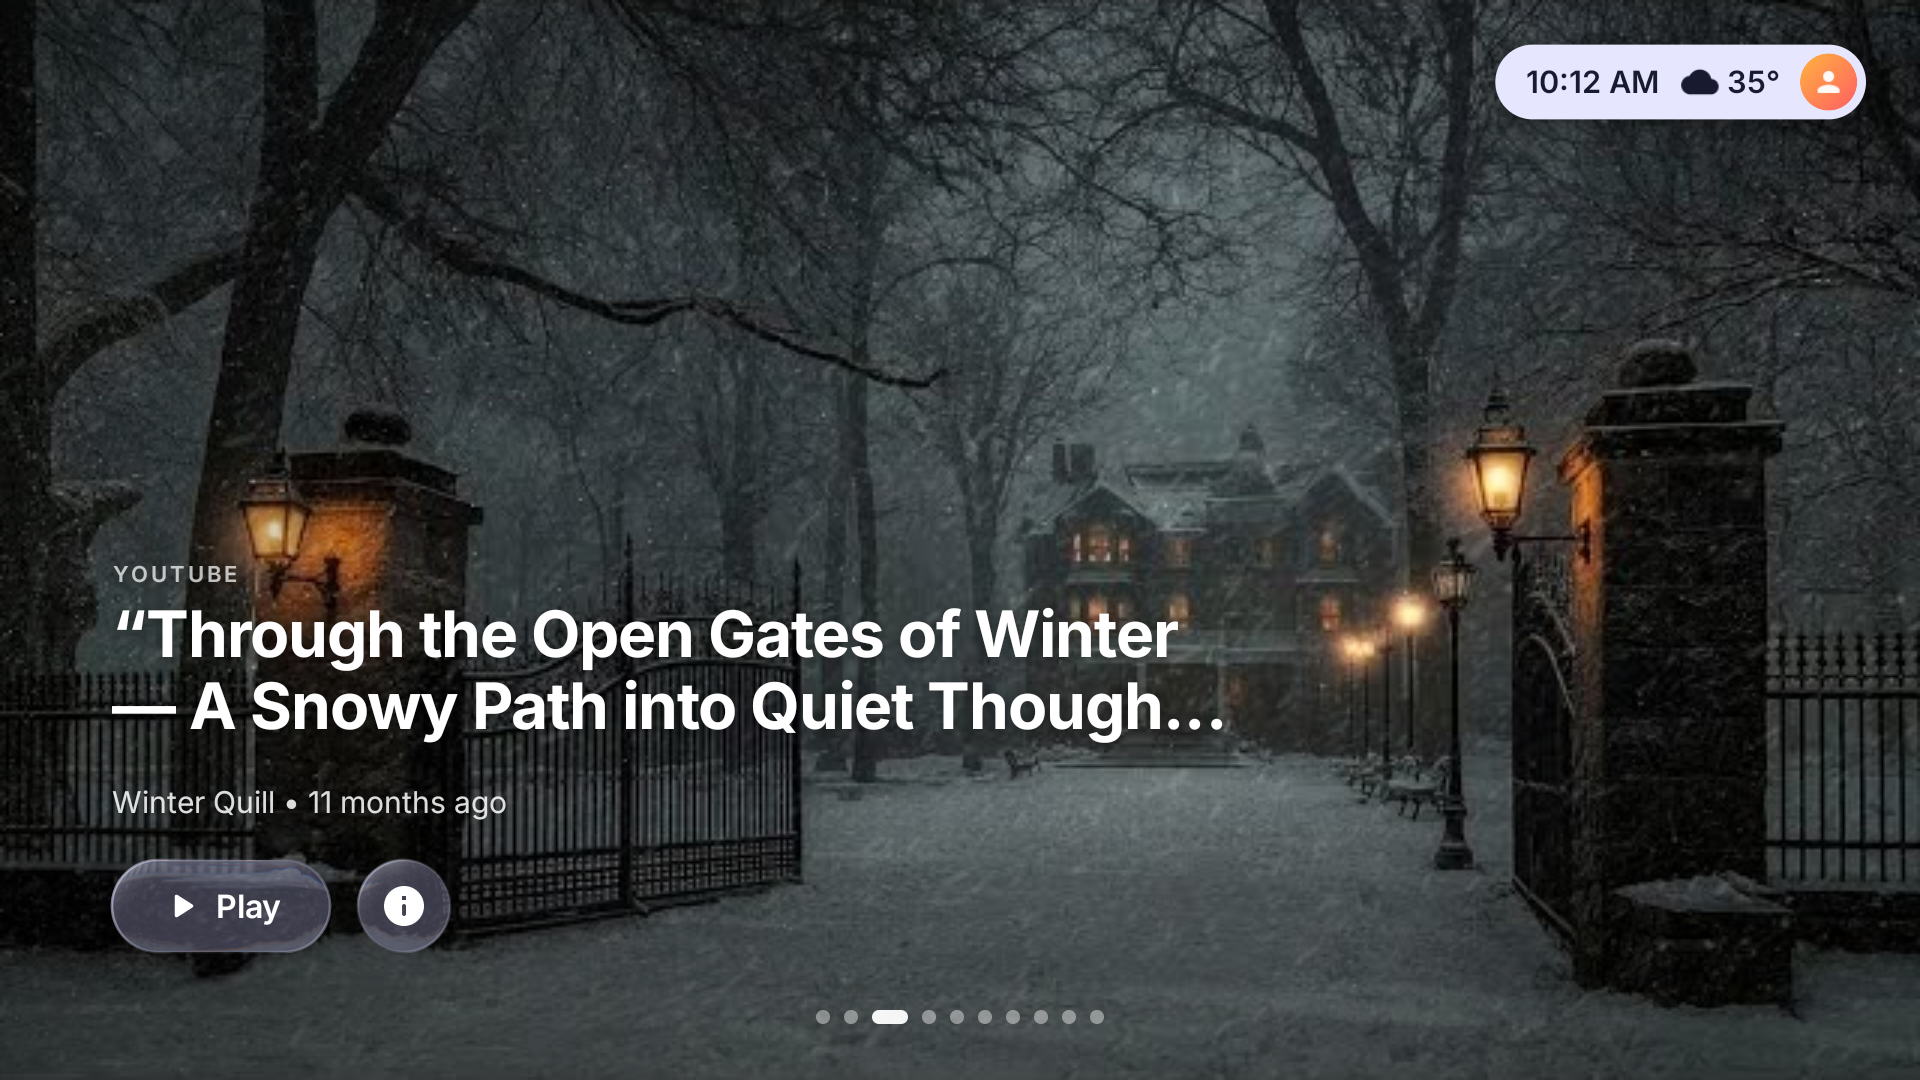 10:12 AM 35°
YOUTUBE
“Through the Open Gates of Winter
— A Snowy Path into Quiet Though…
Winter Quill • 11 months ago
Play